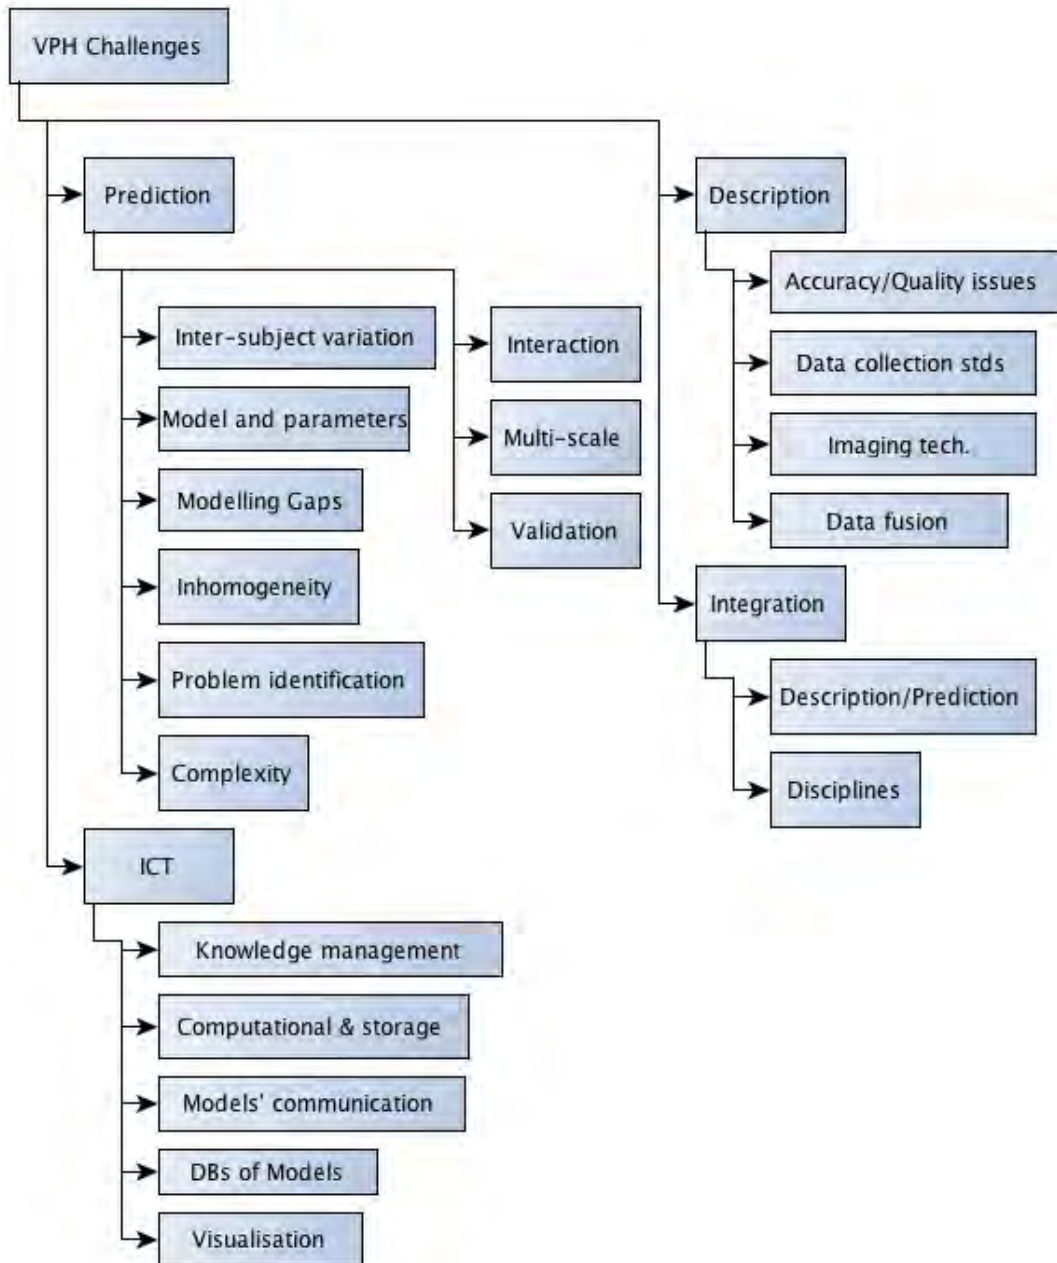 VPH Challenges
Prediction
Inter-subject variation
Model and parameters
Modelling Gaps
Inhomogeneity
Problem identification
Complexity
Interaction
Multi-scale
Validation
ICT
Knowledge management
Computational & storage
Models' communication
DBs of Models
Visualisation
Description
Accuracy/Quality issues
Data collection stds
Imaging tech.
Data fusion
Integration
Description/Prediction
Disciplines